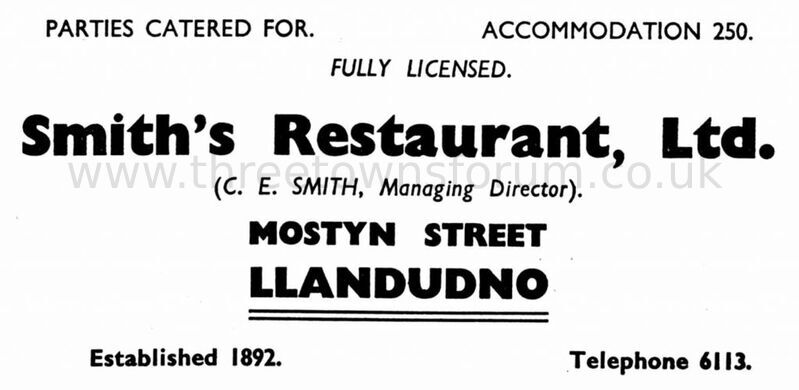 PARTIES CATERED FOR. ACCOMMODATION 250.
FULLY LICENSED.
Smith's Restaurant, Ltd.
www.threetownsforum.co.uk
(C. E. SMITH, Managing Director).
MOSTYN STREET
LLANDUDNO
Established 1892. Telephone 6113.